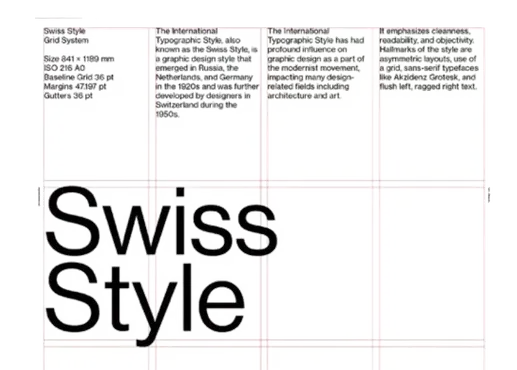 Swiss Style
Grid System
Size 841 × 1189 mm
ISO 216 A0
Baseline Grid 36 pt
Margins 47.197 pt
Gutters 36 pt
The International
Typographic Style, also
known as the Swiss Style, is
a graphic design style that
emerged in Russia, the
Netherlands, and Germany
in the 1920s and was further
developed by designers in
Switzerland during the
1950s.
The International
Typographic Style has had
profound influence on
graphic design as a part of
the modernist movement,
impacting many design-
related fields including
architecture and art.
It emphasizes cleanness,
readability, and objectivity.
Hallmarks of the style are
asymmetric layouts, use of
a grid, sans-serif typefaces
like Akzidenz Grotesk, and
flush left, ragged right text.
Swiss
Style